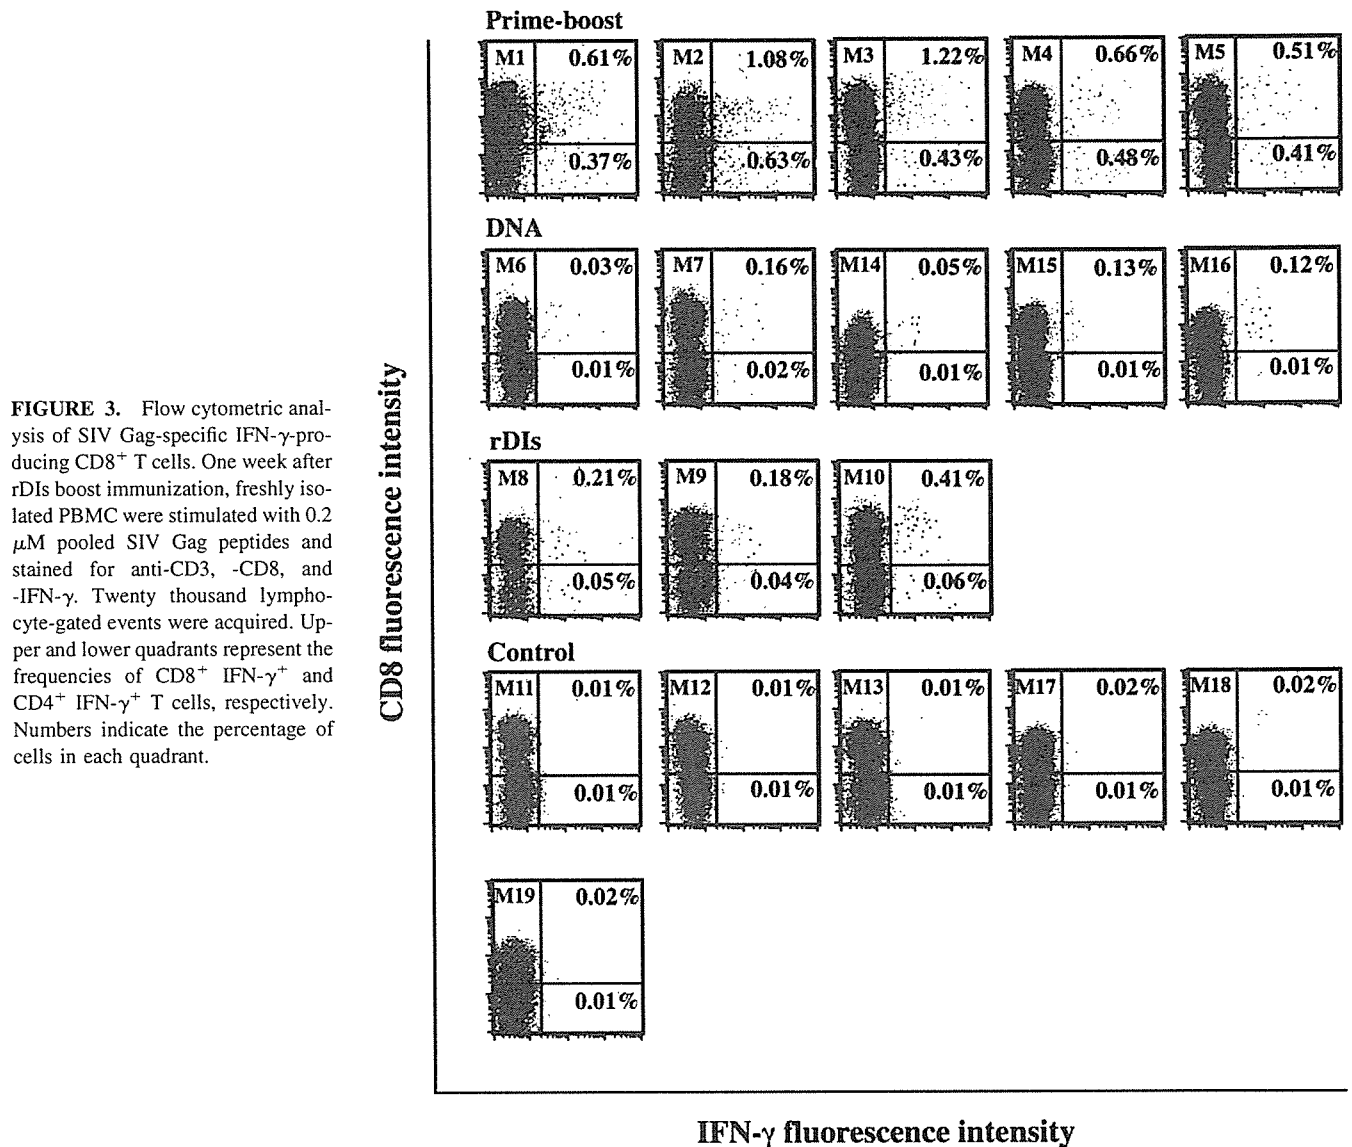 Prime-boost
M1 0.61% M2 1.08% M3 1.22% M4 0.66% M5 0.51%
0.37% 0.63% 0.43% 0.48% 0.41%
DNA
M6 0.03% M7 0.16% M14 0.05% M15 0.13% M16 0.12%
0.01% 0.02% 0.01% 0.01% 0.01%
rDIs
M8 0.21% M9 0.18% M10 0.41%
0.05% 0.04% 0.06%
Control
M11 0.01% M12 0.01% M13 0.01% M17 0.02% M18 0.02%
0.01% 0.01% 0.01% 0.01% 0.01%
M19 0.02%
0.01%
CD8 fluorescence intensity
IFN-γ fluorescence intensity
FIGURE 3. Flow cytometric anal-
ysis of SIV Gag-specific IFN-γ-pro-
ducing CD8⁺ T cells. One week after
rDIs boost immunization, freshly iso-
lated PBMC were stimulated with 0.2
μM pooled SIV Gag peptides and
stained for anti-CD3, -CD8, and
-IFN-γ. Twenty thousand lympho-
cyte-gated events were acquired. Up-
per and lower quadrants represent the
frequencies of CD8⁺ IFN-γ⁺ and
CD4⁺ IFN-γ⁺ T cells, respectively.
Numbers indicate the percentage of
cells in each quadrant.